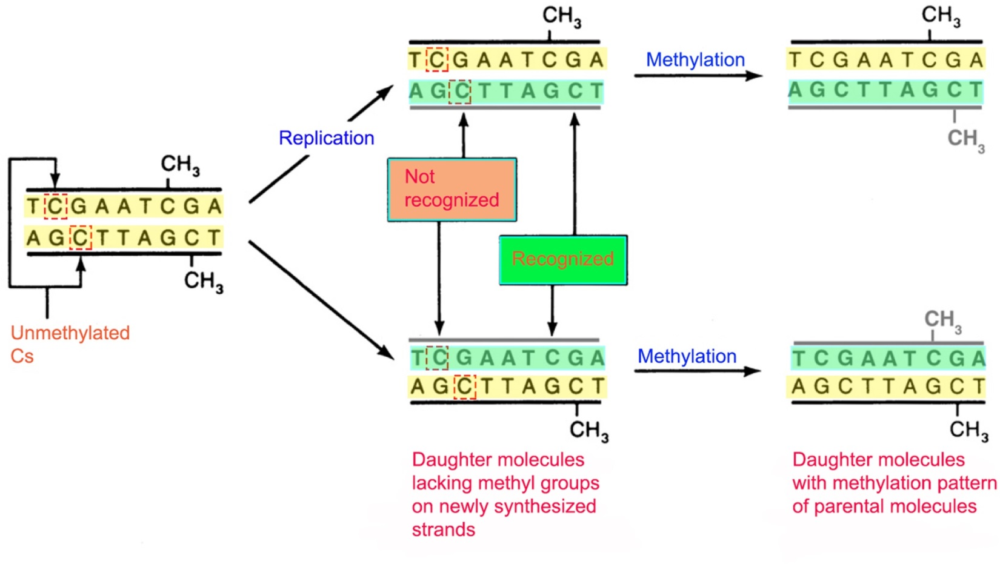 CH3
CH3
T C G A A T C G A
Methylation
T C G A A T C G A
A G C T T A G C T
A G C T T A G C T
Replication
CH3
Not
recognized
CH3
T C G A A T C G A
A G C T T A G C T
Recognized
CH3
Unmethylated
Cs
CH3
T C G A A T C G A
Methylation
T C G A A T C G A
A G C T T A G C T
A G C T T A G C T
CH3
CH3
Daughter molecules
lacking methyl groups
on newly synthesized
strands
Daughter molecules
with methylation pattern
of parental molecules